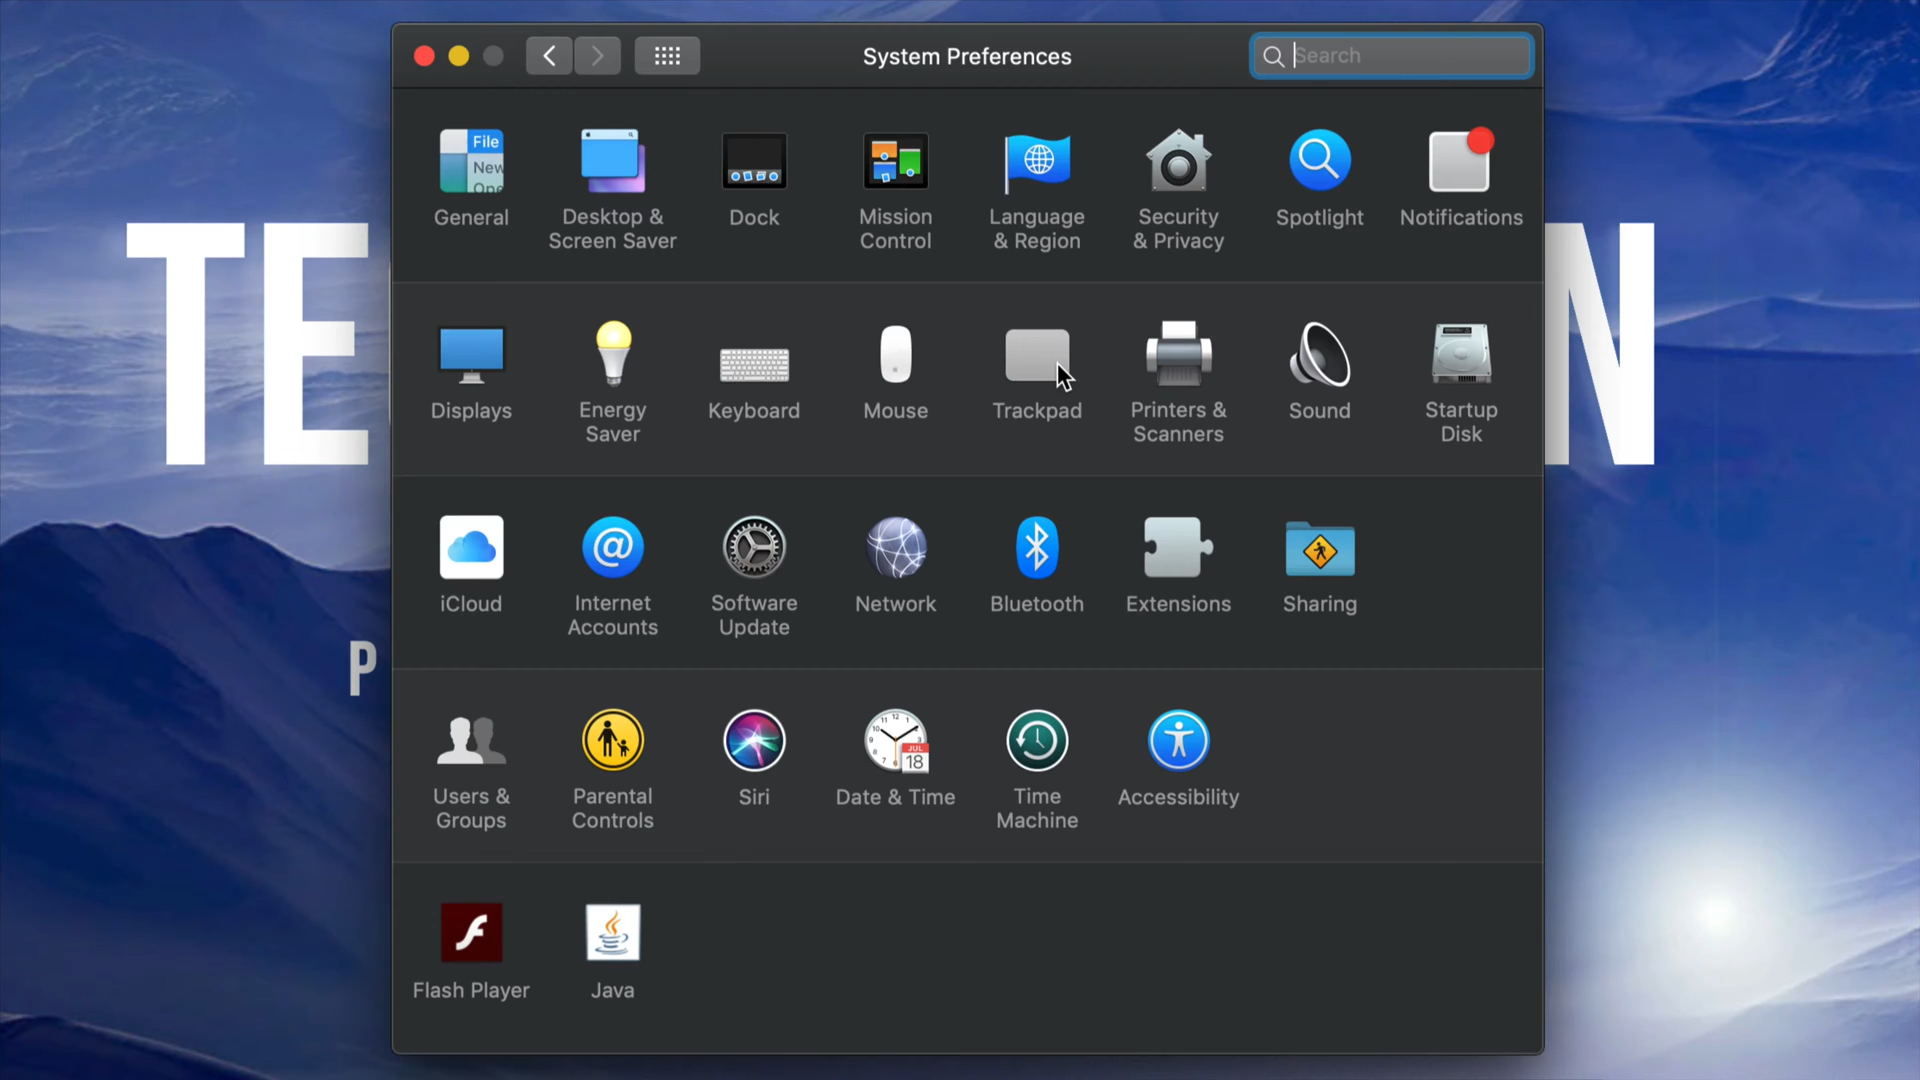 System Preferences
Search
File
New
Ope
General
Desktop &
Screen Saver
Dock
Mission
Control
Language
& Region
Security
& Privacy
Spotlight
Notifications
TE
N
Displays
Energy
Saver
Keyboard
Mouse
Trackpad
Printers &
Scanners
Sound
Startup
Disk
iCloud
@
Internet
Accounts
Software
Update
Network
Bluetooth
Extensions
Sharing
P
Users &
Groups
Parental
Controls
Siri
JUL
18
Date & Time
Time
Machine
Accessibility
Flash Player
Java